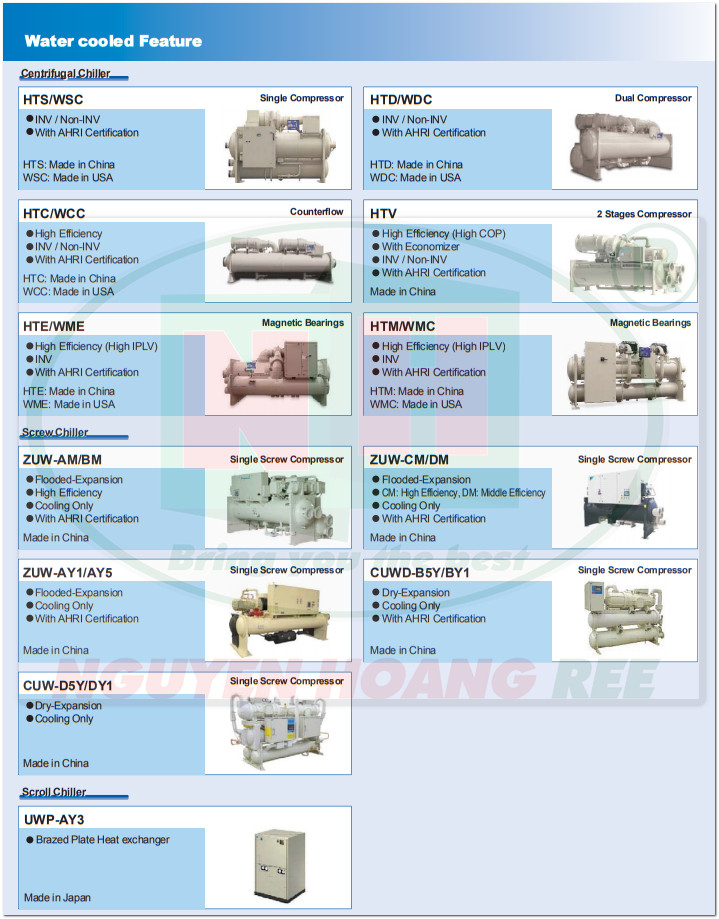 Water cooled Feature
Centrifugal Chiller
HTS/WSC
Single Compressor
● INV / Non-INV
● With AHRI Certification
HTS: Made in China
WSC: Made in USA
HTD/WDC
Dual Compressor
● INV / Non-INV
● With AHRI Certification
HTD: Made in China
WDC: Made in USA
HTC/WCC
Counterflow
● High Efficiency
● INV / Non-INV
● With AHRI Certification
HTC: Made in China
WCC: Made in USA
HTV
2 Stages Compressor
● High Efficiency (High COP)
● With Economizer
● INV / Non-INV
● With AHRI Certification
Made in China
HTE/WME
Magnetic Bearings
● High Efficiency (High IPLV)
● INV
● With AHRI Certification
HTE: Made in China
WME: Made in USA
HTM/WMC
Magnetic Bearings
● High Efficiency (High IPLV)
● INV
● With AHRI Certification
HTM: Made in China
WMC: Made in USA
Screw Chiller
ZUW-AM/BM
Single Screw Compressor
● Flooded-Expansion
● High Efficiency
● Cooling Only
● With AHRI Certification
Made in China
ZUW-CM/DM
Single Screw Compressor
● Flooded-Expansion
● CM: High Efficiency, DM: Middle Efficiency
● Cooling Only
● With AHRI Certification
Made in China
Bring you the best
ZUW-AY1/AY5
Single Screw Compressor
● Flooded-Expansion
● Cooling Only
● With AHRI Certification
Made in China
CUWD-B5Y/BY1
Single Screw Compressor
● Dry-Expansion
● Cooling Only
● With AHRI Certification
Made in China
NGUYEN HOANG REE
CUW-D5Y/DY1
Single Screw Compressor
● Dry-Expansion
● Cooling Only
Made in China
Scroll Chiller
UWP-AY3
● Brazed Plate Heat exchanger
Made in Japan